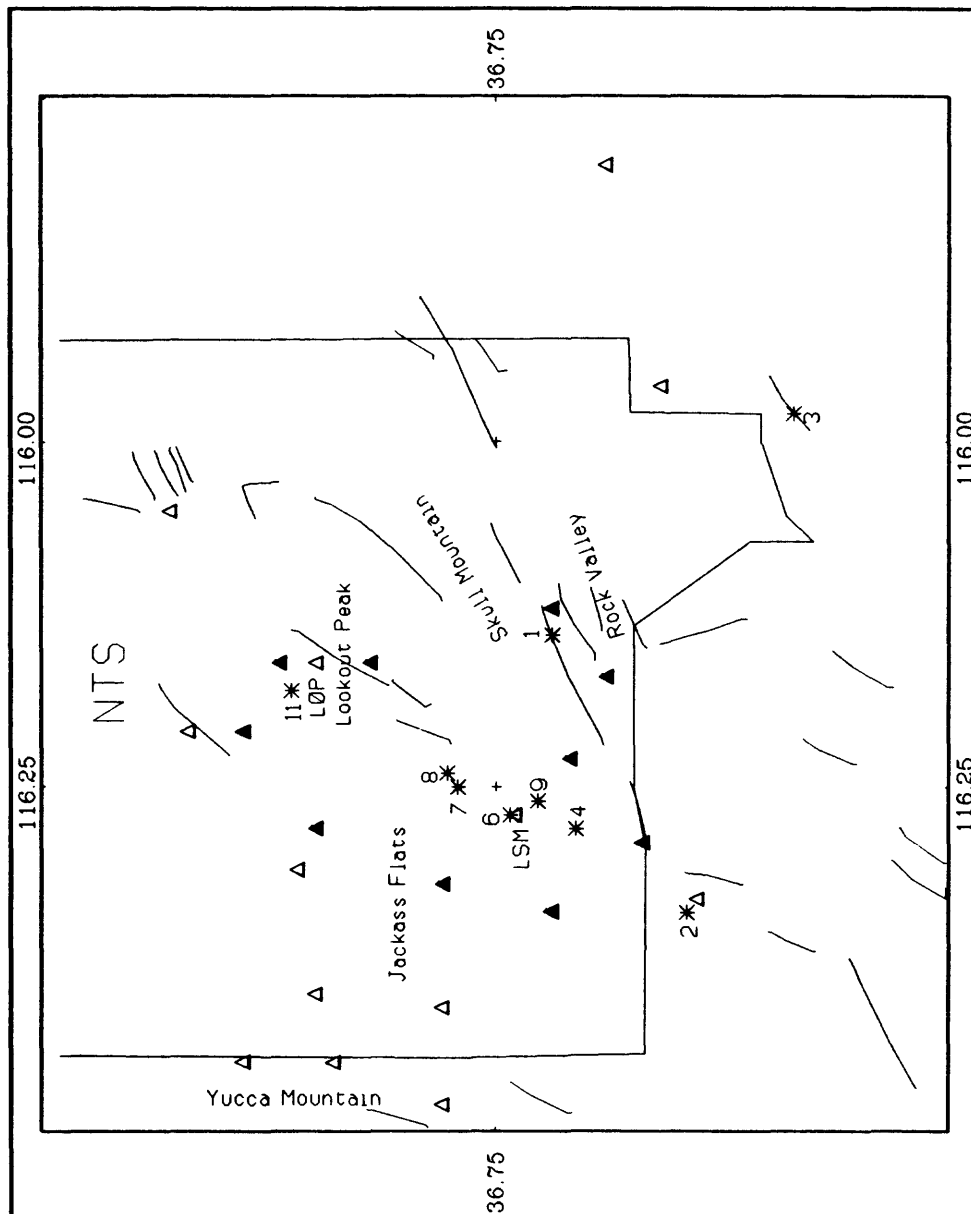 36.75
116.00
116.25
36.75
116.00
116.25
NTS
11
LOP
Lookout Peak
Skull Mountain
1
Rock Valley
3
8
7
6
LSM
9
4
2
Jackass Flats
Yucca Mountain